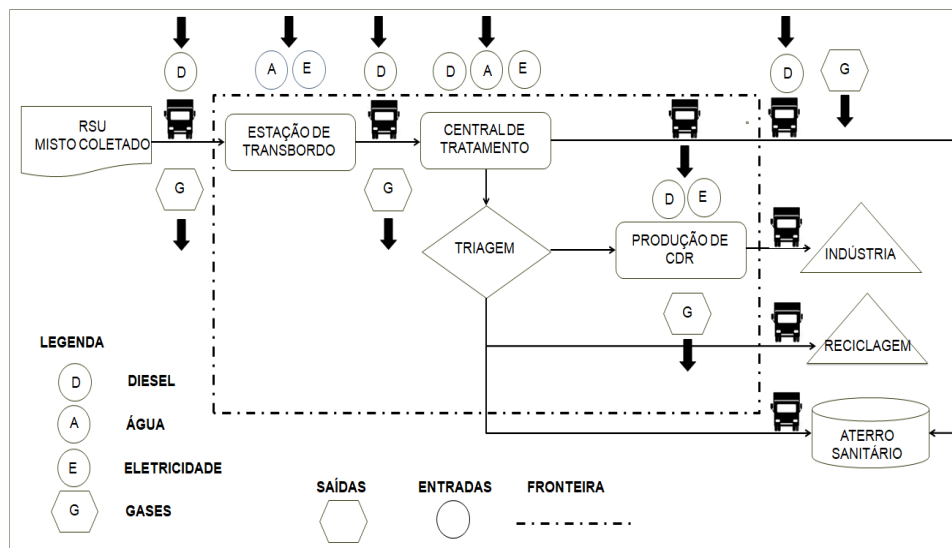 D
A
E
D
D
A
E
D
G
RSU
MISTO COLETADO
ESTAÇÃO DE
TRANSBORDO
CENTRAL DE
TRATAMENTO
G
G
D
E
TRIAGEM
PRODUÇÃO DE
CDR
INDÚSTRIA
G
RECICLAGEM
ATERRO
SANITÁRIO
LEGENDA
D
DIESEL
A
ÁGUA
E
ELETRICIDADE
G
GASES
SAÍDAS
ENTRADAS
FRONTEIRA